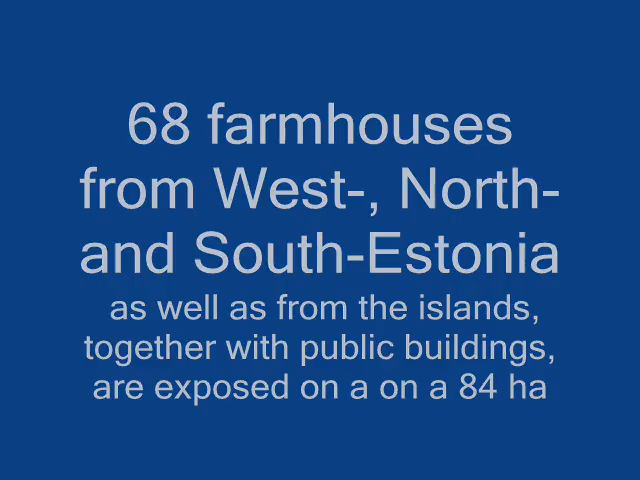 68 farmhouses
from West-, North-
and South-Estonia
as well as from the islands,
together with public buildings,
are exposed on a on a 84 ha